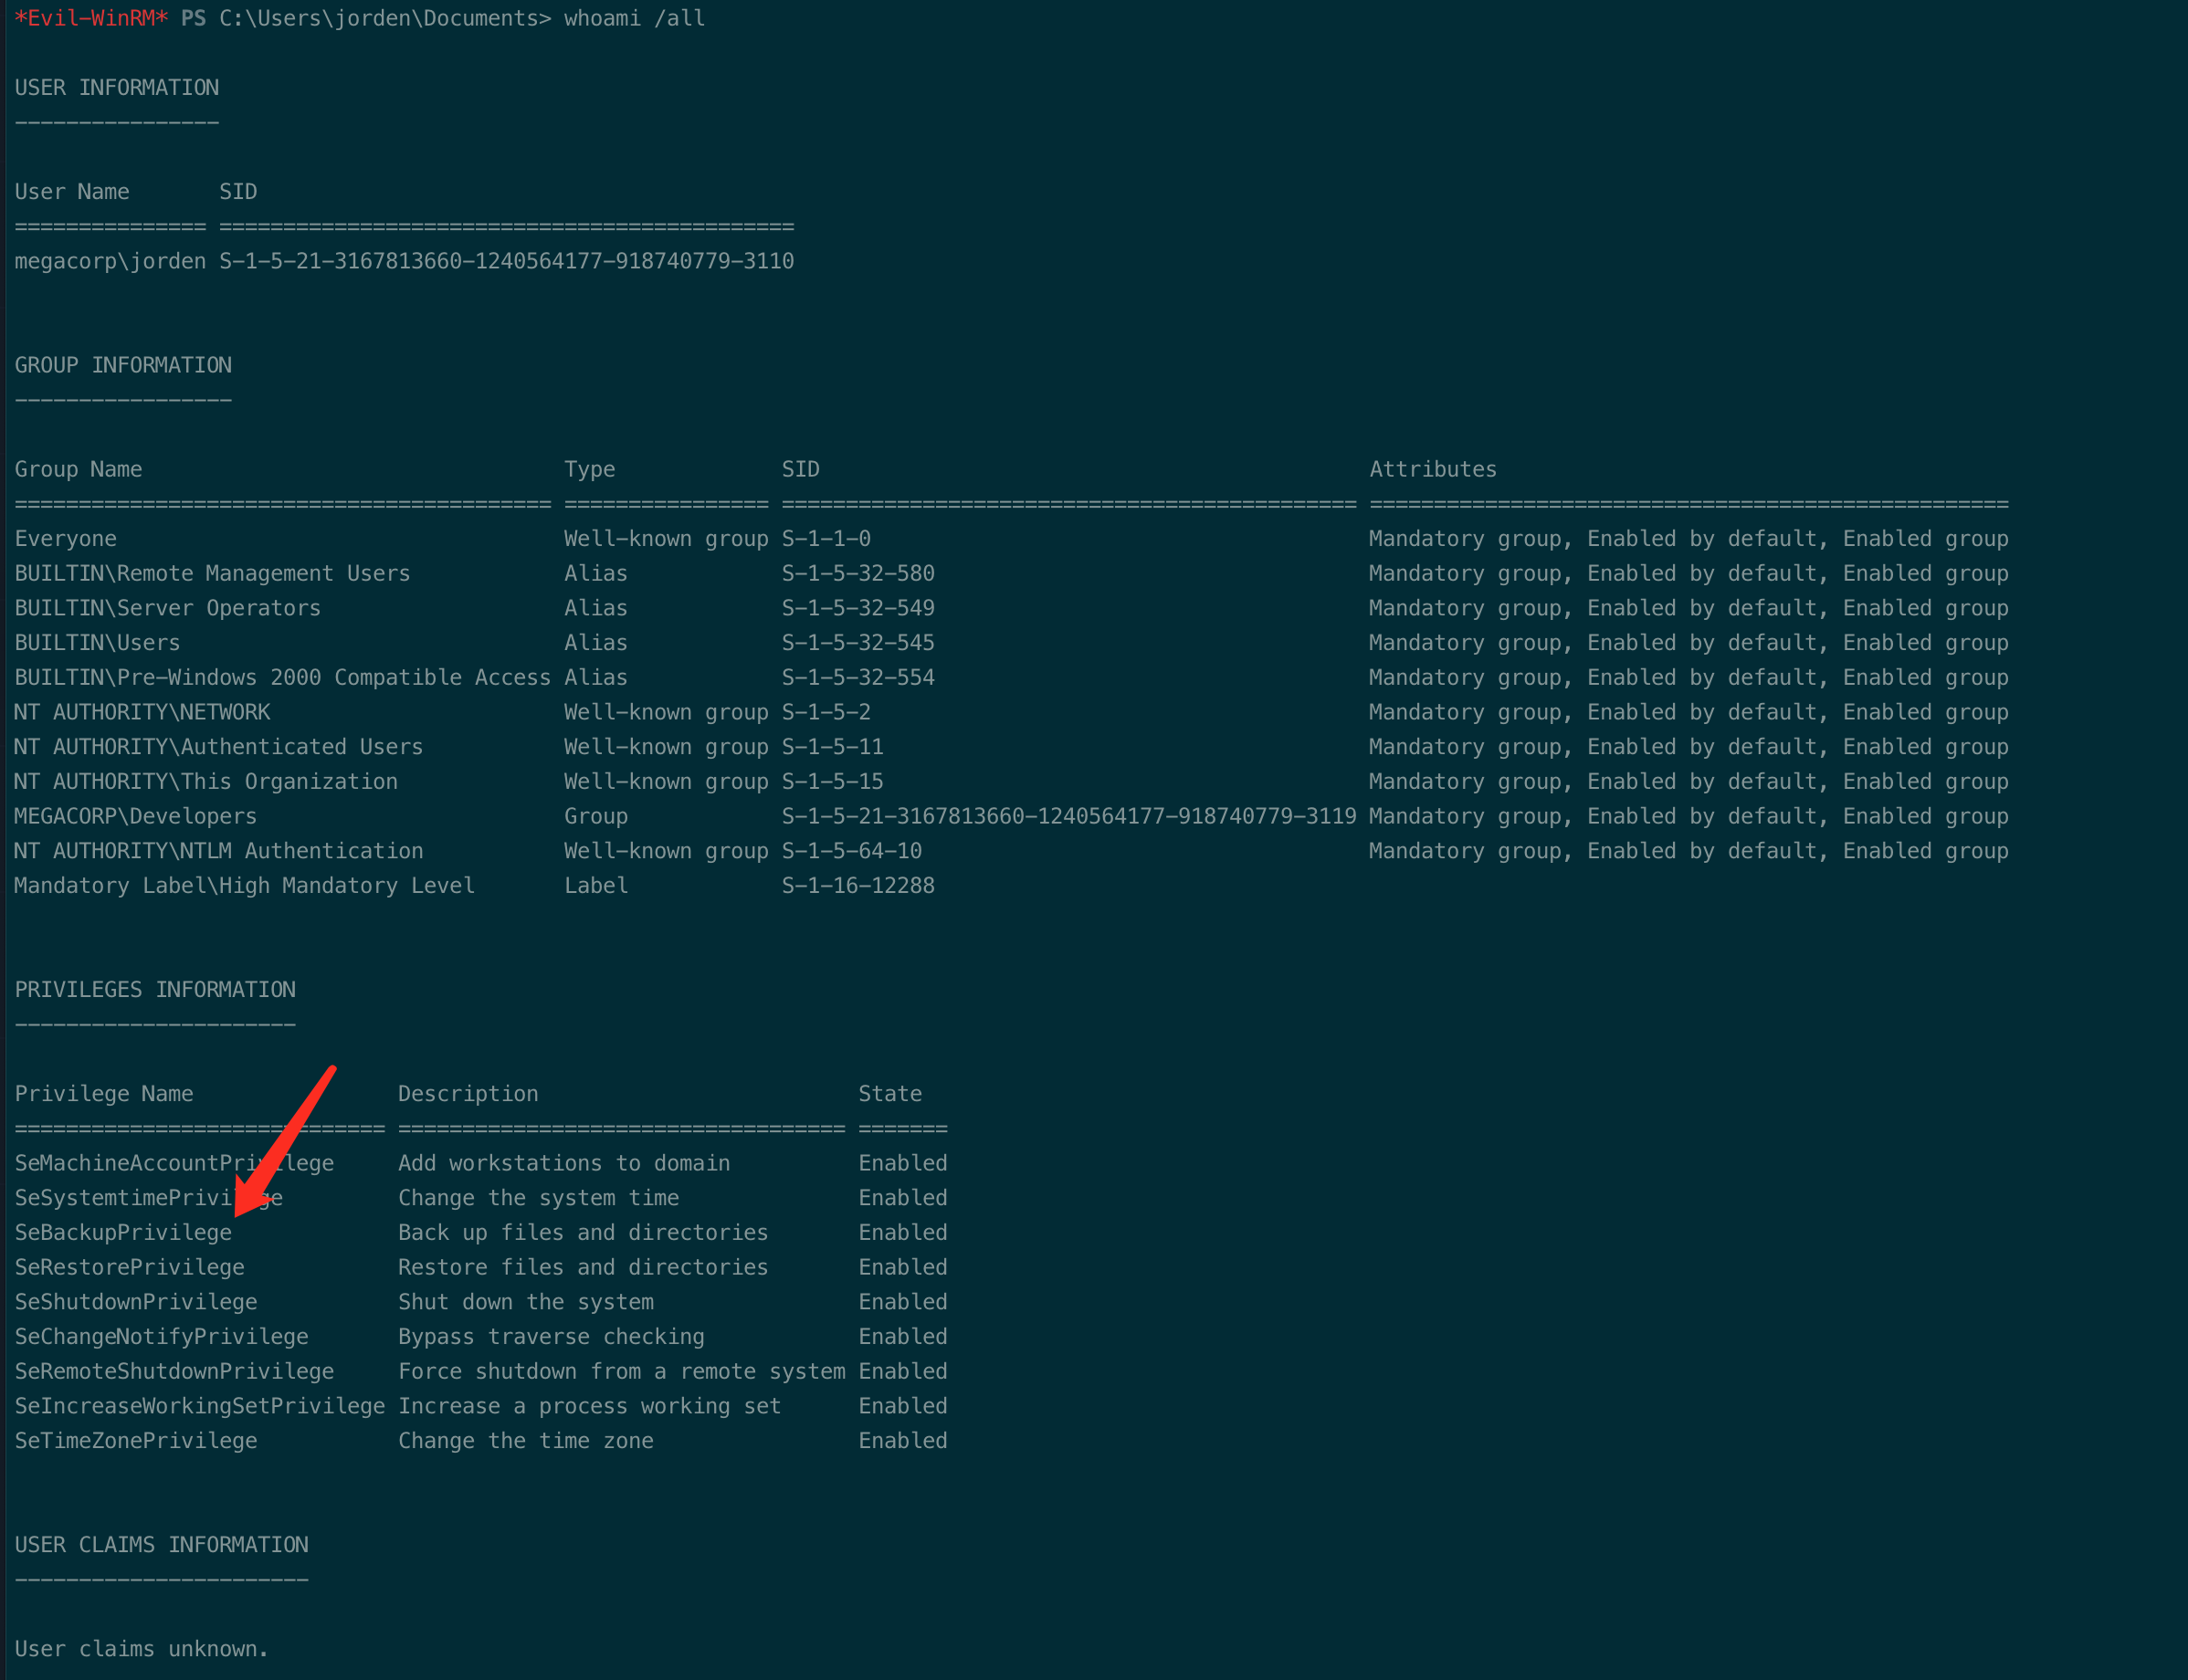 *Evil-WinRM* PS C:\Users\jorden\Documents> whoami /all
USER INFORMATION
----------------
User Name       SID
=============== =============================================
megacorp\jorden S-1-5-21-3167813660-1240564177-918740779-3110
GROUP INFORMATION
-----------------
Group Name                                 Type             SID                                           Attributes
========================================== ================ ============================================= ==================================================
Everyone                                   Well-known group S-1-1-0                                       Mandatory group, Enabled by default, Enabled group
BUILTIN\Remote Management Users            Alias            S-1-5-32-580                                  Mandatory group, Enabled by default, Enabled group
BUILTIN\Server Operators                   Alias            S-1-5-32-549                                  Mandatory group, Enabled by default, Enabled group
BUILTIN\Users                              Alias            S-1-5-32-545                                  Mandatory group, Enabled by default, Enabled group
BUILTIN\Pre-Windows 2000 Compatible Access Alias            S-1-5-32-554                                  Mandatory group, Enabled by default, Enabled group
NT AUTHORITY\NETWORK                       Well-known group S-1-5-2                                       Mandatory group, Enabled by default, Enabled group
NT AUTHORITY\Authenticated Users           Well-known group S-1-5-11                                      Mandatory group, Enabled by default, Enabled group
NT AUTHORITY\This Organization             Well-known group S-1-5-15                                      Mandatory group, Enabled by default, Enabled group
MEGACORP\Developers                        Group            S-1-5-21-3167813660-1240564177-918740779-3119 Mandatory group, Enabled by default, Enabled group
NT AUTHORITY\NTLM Authentication           Well-known group S-1-5-64-10                                   Mandatory group, Enabled by default, Enabled group
Mandatory Label\High Mandatory Level       Label            S-1-16-12288
PRIVILEGES INFORMATION
----------------------
Privilege Name                Description                         State
============================= =================================== =======
SeMachineAccountPrivilege     Add workstations to domain          Enabled
SeSystemtimePrivilege         Change the system time              Enabled
SeBackupPrivilege             Back up files and directories       Enabled
SeRestorePrivilege            Restore files and directories       Enabled
SeShutdownPrivilege           Shut down the system                Enabled
SeChangeNotifyPrivilege       Bypass traverse checking            Enabled
SeRemoteShutdownPrivilege     Force shutdown from a remote system Enabled
SeIncreaseWorkingSetPrivilege Increase a process working set      Enabled
SeTimeZonePrivilege           Change the time zone                Enabled
USER CLAIMS INFORMATION
-----------------------
User claims unknown.